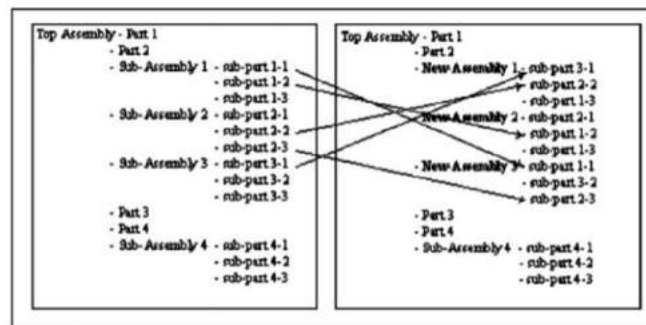 Top Assembly - Part 1
- Part 2
- Sub-Assembly 1 - sub-part 1-1
- sub-part 1-2
- sub-part 1-3
- Sub-Assembly 2 - sub-part 2-1
- sub-part 2-2
- sub-part 2-3
- Sub-Assembly 3 - sub-part 3-1
- sub-part 3-2
- sub-part 3-3
- Part 3
- Part 4
- Sub-Assembly 4 - sub-part 4-1
- sub-part 4-2
- sub-part 4-3
Top Assembly - Part 1
- Part 2
- New-Assembly 1 - sub-part 3-1
- sub-part 2-2
- sub-part 1-3
New-Assembly 2 - sub-part 2-1
- sub-part 1-2
- sub-part 1-3
- New-Assembly 3 - sub-part 1-1
- sub-part 3-2
- sub-part 2-3
- Part 3
- Part 4
- Sub-Assembly 4 - sub-part 4-1
- sub-part 4-2
- sub-part 4-3